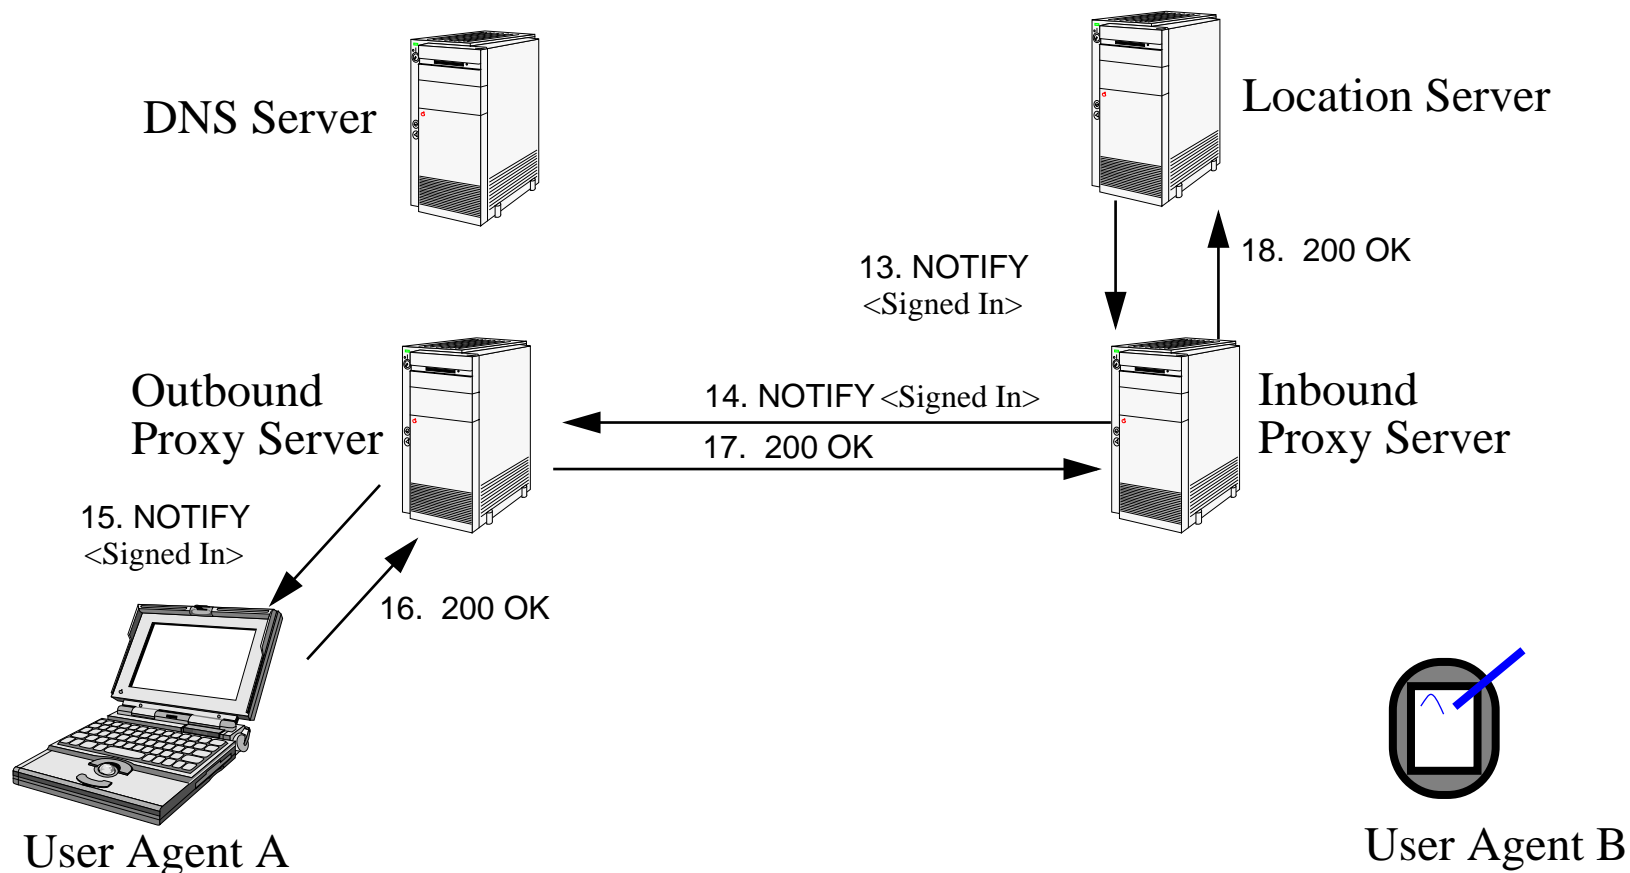 DNS Server
Location Server
13. NOTIFY
<Signed In>
18.  200 OK
Outbound
Proxy Server
14. NOTIFY <Signed In>
17.  200 OK
Inbound
Proxy Server
15. NOTIFY
<Signed In>
16.  200 OK
User Agent A
User Agent B